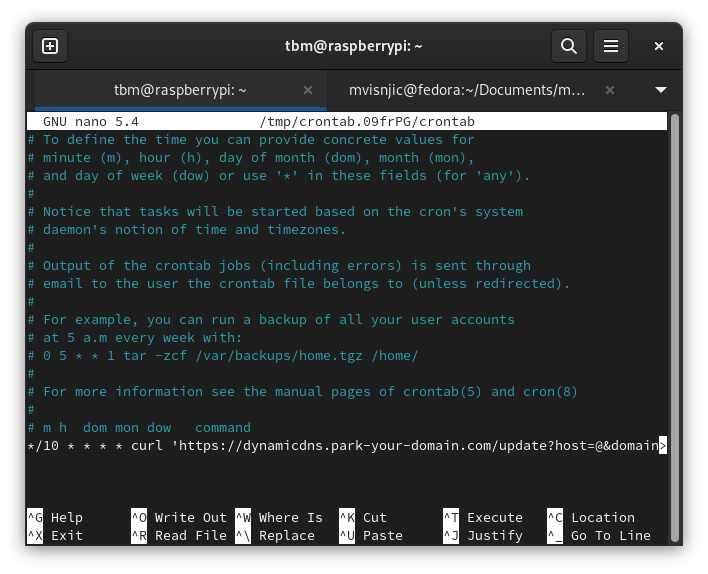 tbm@raspberrypi: ~
tbm@raspberrypi: ~
mvisnjic@fedora:~/Documents/m…
GNU nano 5.4 /tmp/crontab.09frPG/crontab
# To define the time you can provide concrete values for
# minute (m), hour (h), day of month (dom), month (mon),
# and day of week (dow) or use '*' in these fields (for 'any').
#
# Notice that tasks will be started based on the cron's system
# daemon's notion of time and timezones.
#
# Output of the crontab jobs (including errors) is sent through
# email to the user the crontab file belongs to (unless redirected).
#
# For example, you can run a backup of all your user accounts
# at 5 a.m every week with:
# 0 5 * * 1 tar -zcf /var/backups/home.tgz /home/
#
# For more information see the manual pages of crontab(5) and cron(8)
#
# m h  dom mon dow   command
*/10 * * * * curl 'https://dynamicdns.park-your-domain.com/update?host=@&domain>
^G Help ^O Write Out ^W Where Is ^K Cut ^T Execute ^C Location
^X Exit ^R Read File ^\ Replace ^U Paste ^J Justify ^_ Go To Line